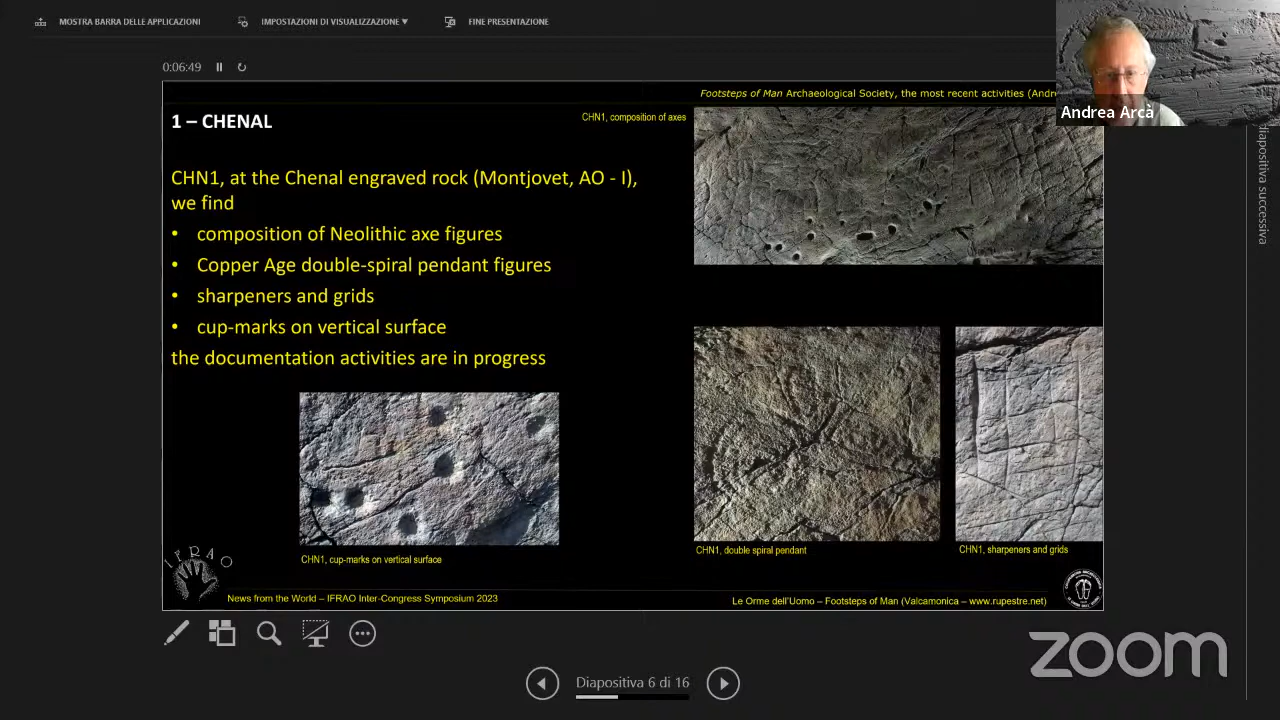 MOSTRA BARRA DELLE APPLICAZIONI
IMPOSTAZIONI DI VISUALIZZAZIONE ▼
FINE PRESENTAZIONE
Andrea Arcà
0:06:49
Footsteps of Man Archaeological Society, the most recent activities (Andre
1 – CHENAL
CHN1, composition of axes
CHN1, at the Chenal engraved rock (Montjovet, AO - I),
we find
• composition of Neolithic axe figures
• Copper Age double-spiral pendant figures
• sharpeners and grids
• cup-marks on vertical surface
the documentation activities are in progress
CHN1, cup-marks on vertical surface
CHN1, double spiral pendant
CHN1, sharpeners and grids
IFRAO
News from the World – IFRAO Inter-Congress Symposium 2023
Le Orme dell'Uomo – Footsteps of Man (Valcamonica – www.rupestre.net)
diapositiva successiva
Diapositiva 6 di 16
zoom